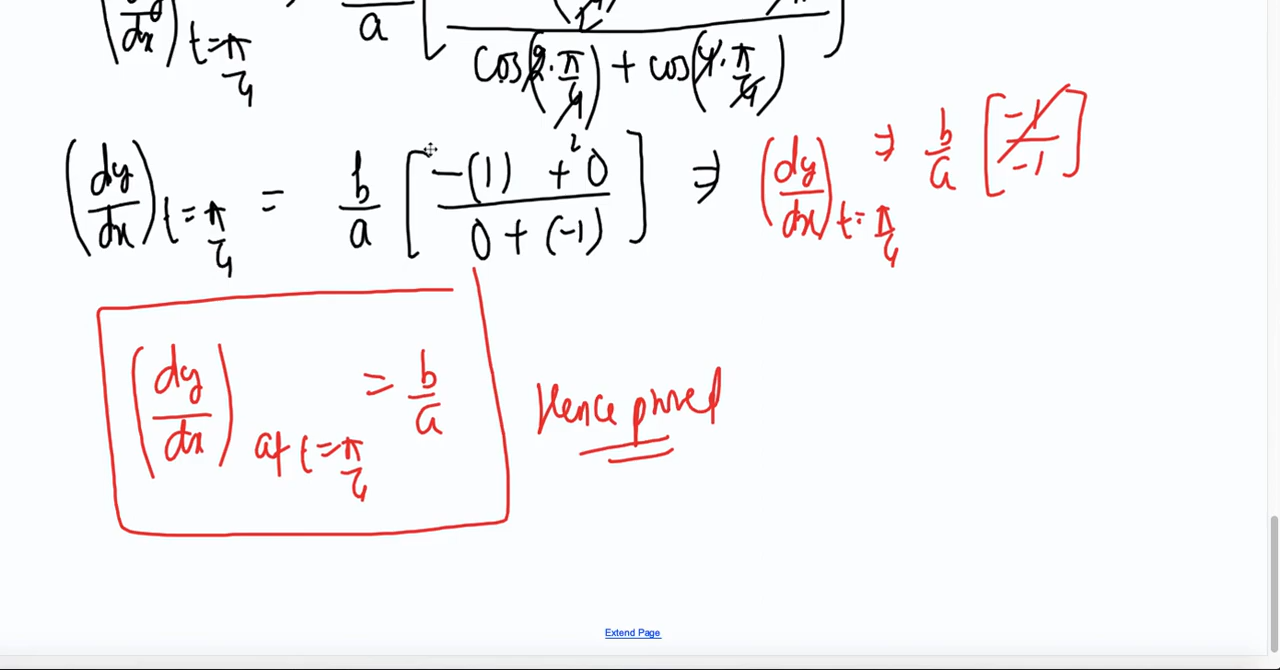 (dy/dx) t=π/4 b/a [ / cos(2·π/4) + cos(4·π/4) ]
(dy/dx) t=π/4 = b/a [ -(1) + 2 0 / 0 + (-1) ] ⇒ (dy/dx) t=π/4 ⇒ b/a [ -1 / -1 ]
(dy/dx) at t=π/4 = b/a
Hence proved
Extend Page